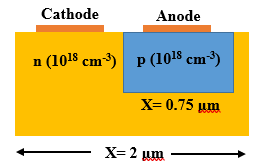 Cathode Anode
n (10¹⁸ cm⁻³) p (10¹⁸ cm⁻³)
X= 0.75 µm
X= 2 µm